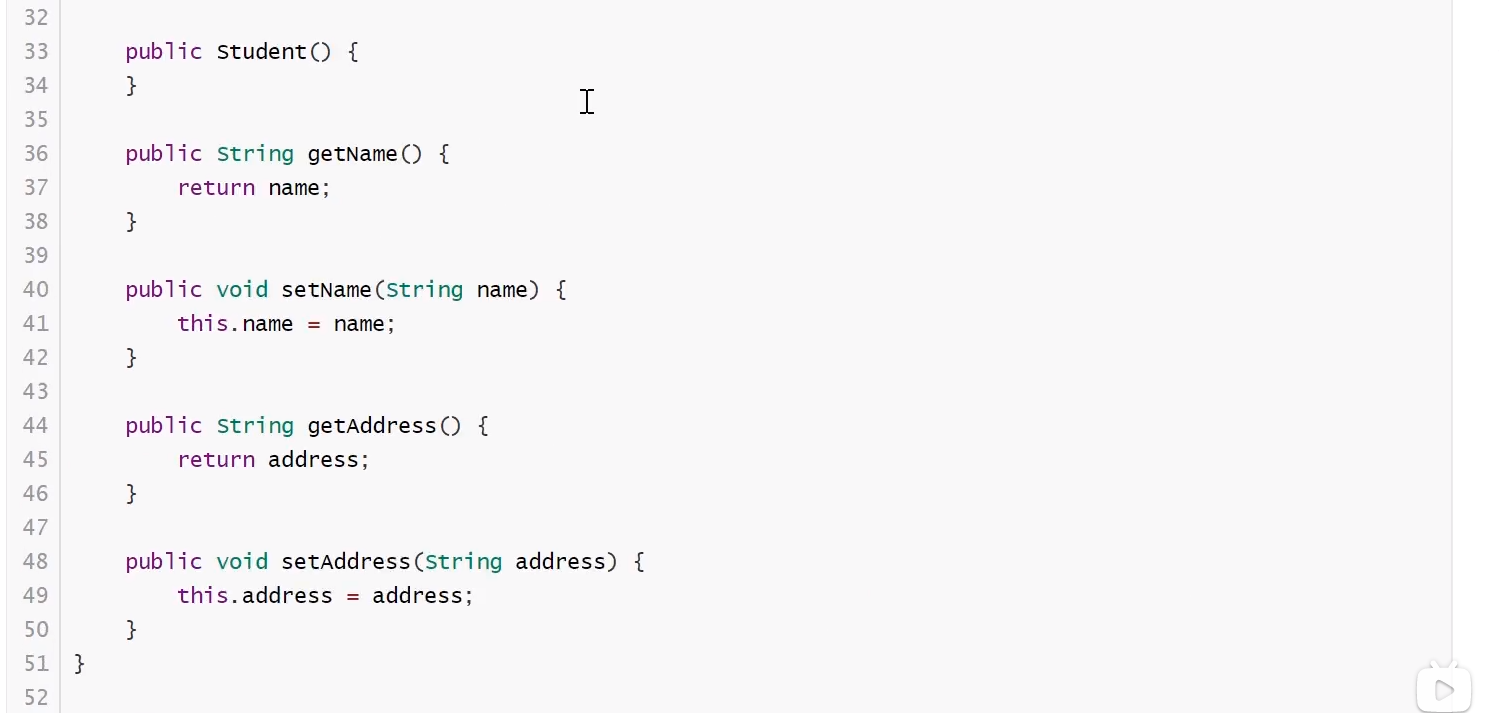 32
33     public Student() {
34     }
35
36     public String getName() {
37         return name;
38     }
39
40     public void setName(String name) {
41         this.name = name;
42     }
43
44     public String getAddress() {
45         return address;
46     }
47
48     public void setAddress(String address) {
49         this.address = address;
50     }
51 }
52